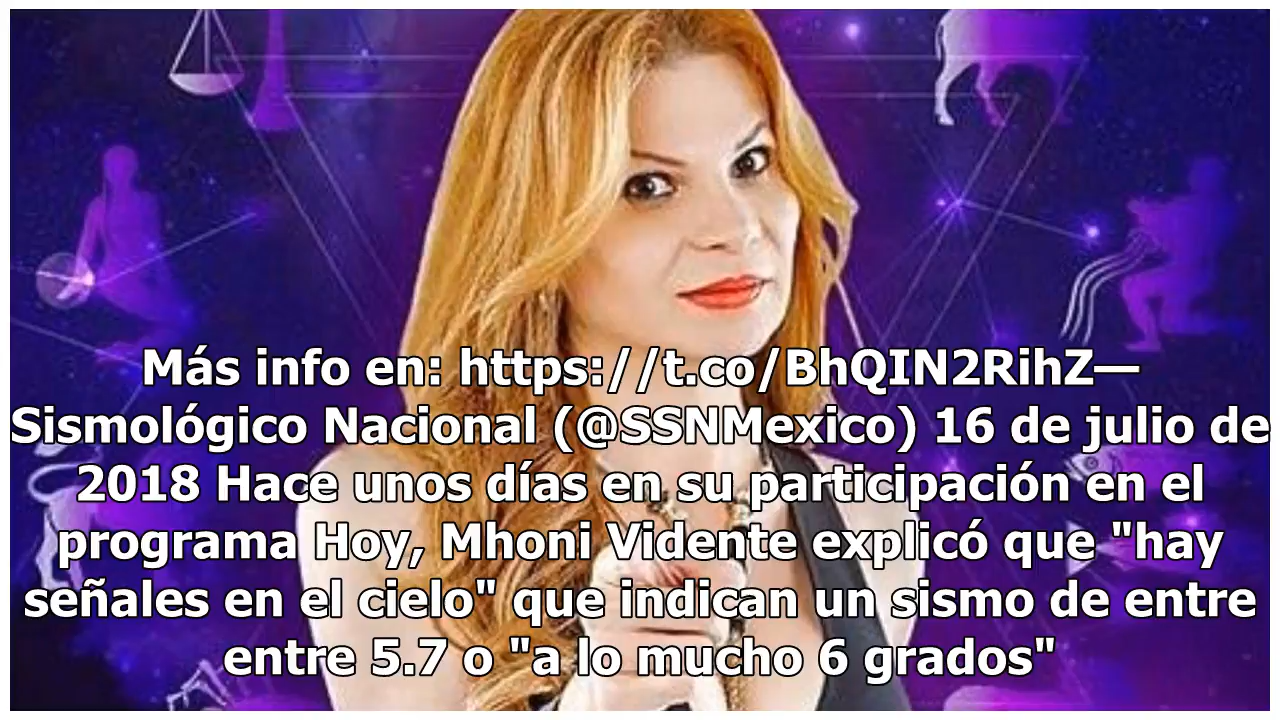 Más info en: https://t.co/BhQIN2RihZ—
Sismológico Nacional (@SSNMexico) 16 de julio de
2018 Hace unos días en su participación en el
programa Hoy, Mhoni Vidente explicó que "hay
señales en el cielo" que indican un sismo de entre
entre 5.7 o "a lo mucho 6 grados"